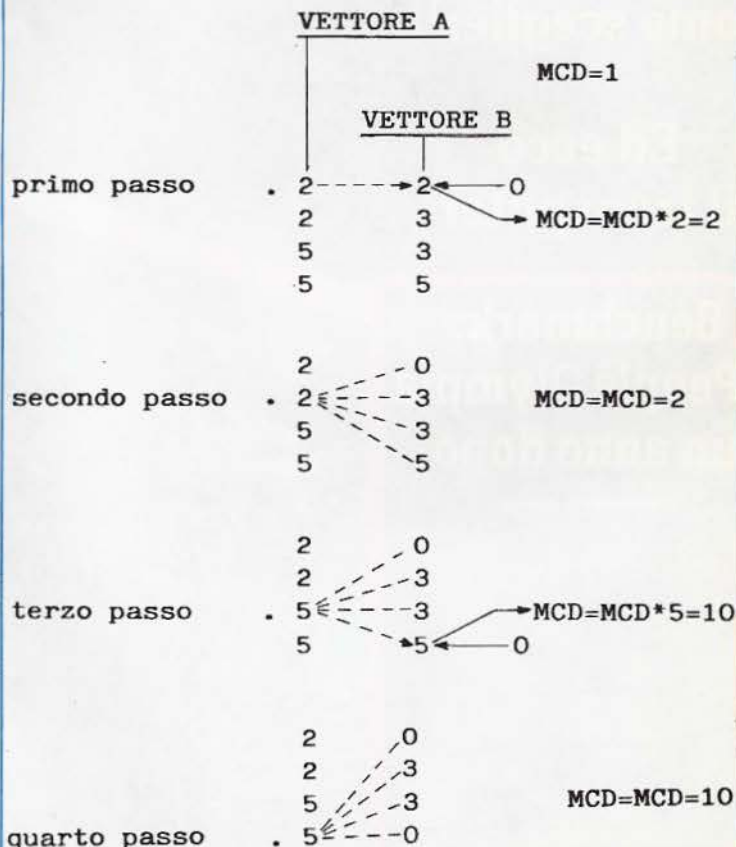 VETTORE A
MCD=1
VETTORE B
primo passo . 2 2 0
2 3 MCD=MCD*2=2
5 3
5 5
2 0
secondo passo . 2 3 MCD=MCD=2
5 3
5 5
2 0
2 3
terzo passo . 5 3 MCD=MCD*5=10
5 5 0
2 0
2 3
5 3 MCD=MCD=10
quarto passo . 5 0